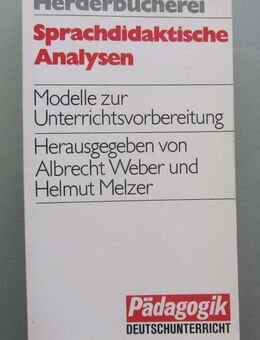 Herderbücherei
Sprachdidaktische
Analysen
Modelle zur
Unterrichtsvorbereitung
Herausgegeben von
Albrecht Weber und
Helmut Melzer
Pädagogik
DEUTSCHUNTERRICHT